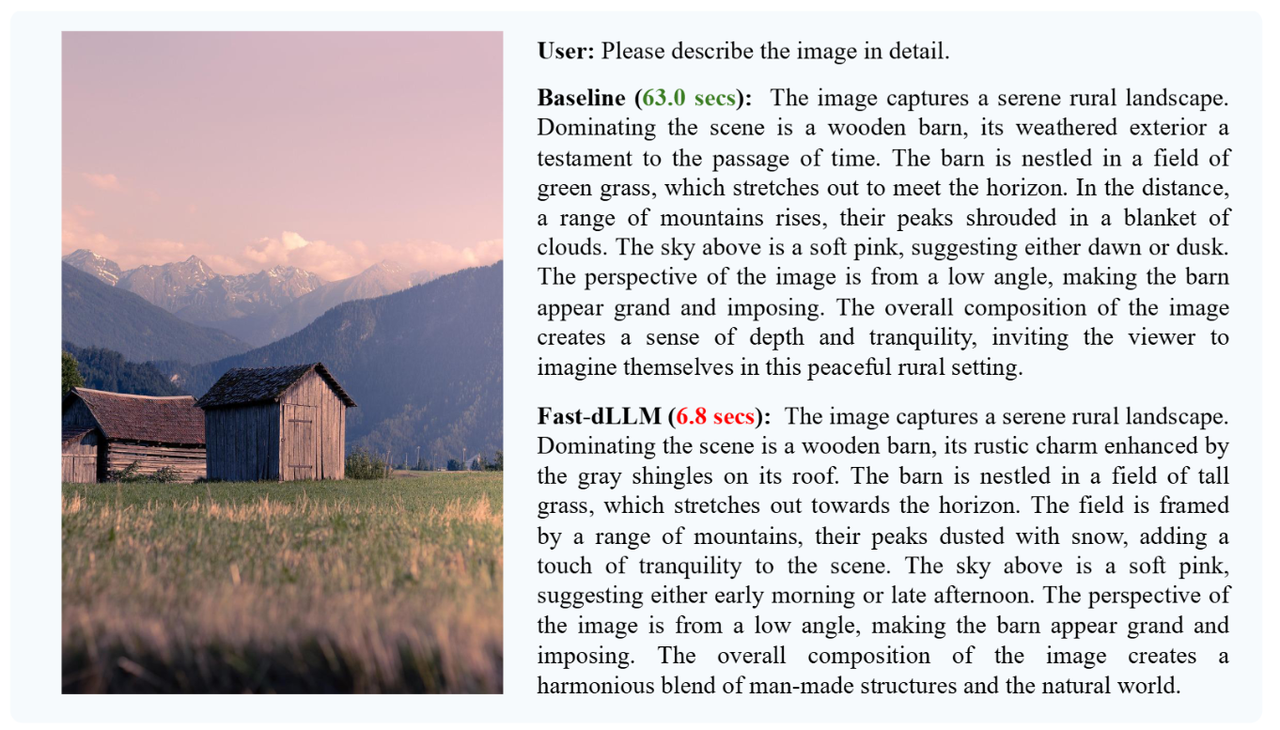 User: Please describe the image in detail.
Baseline (63.0 secs): The image captures a serene rural landscape.
Dominating the scene is a wooden barn, its weathered exterior a
testament to the passage of time. The barn is nestled in a field of
green grass, which stretches out to meet the horizon. In the distance,
a range of mountains rises, their peaks shrouded in a blanket of
clouds. The sky above is a soft pink, suggesting either dawn or dusk.
The perspective of the image is from a low angle, making the barn
appear grand and imposing. The overall composition of the image
creates a sense of depth and tranquility, inviting the viewer to
imagine themselves in this peaceful rural setting.
Fast-dLLM (6.8 secs): The image captures a serene rural landscape.
Dominating the scene is a wooden barn, its rustic charm enhanced by
the gray shingles on its roof. The barn is nestled in a field of tall
grass, which stretches out towards the horizon. The field is framed
by a range of mountains, their peaks dusted with snow, adding a
touch of tranquility to the scene. The sky above is a soft pink,
suggesting either early morning or late afternoon. The perspective of
the image is from a low angle, making the barn appear grand and
imposing. The overall composition of the image creates a
harmonious blend of man-made structures and the natural world.